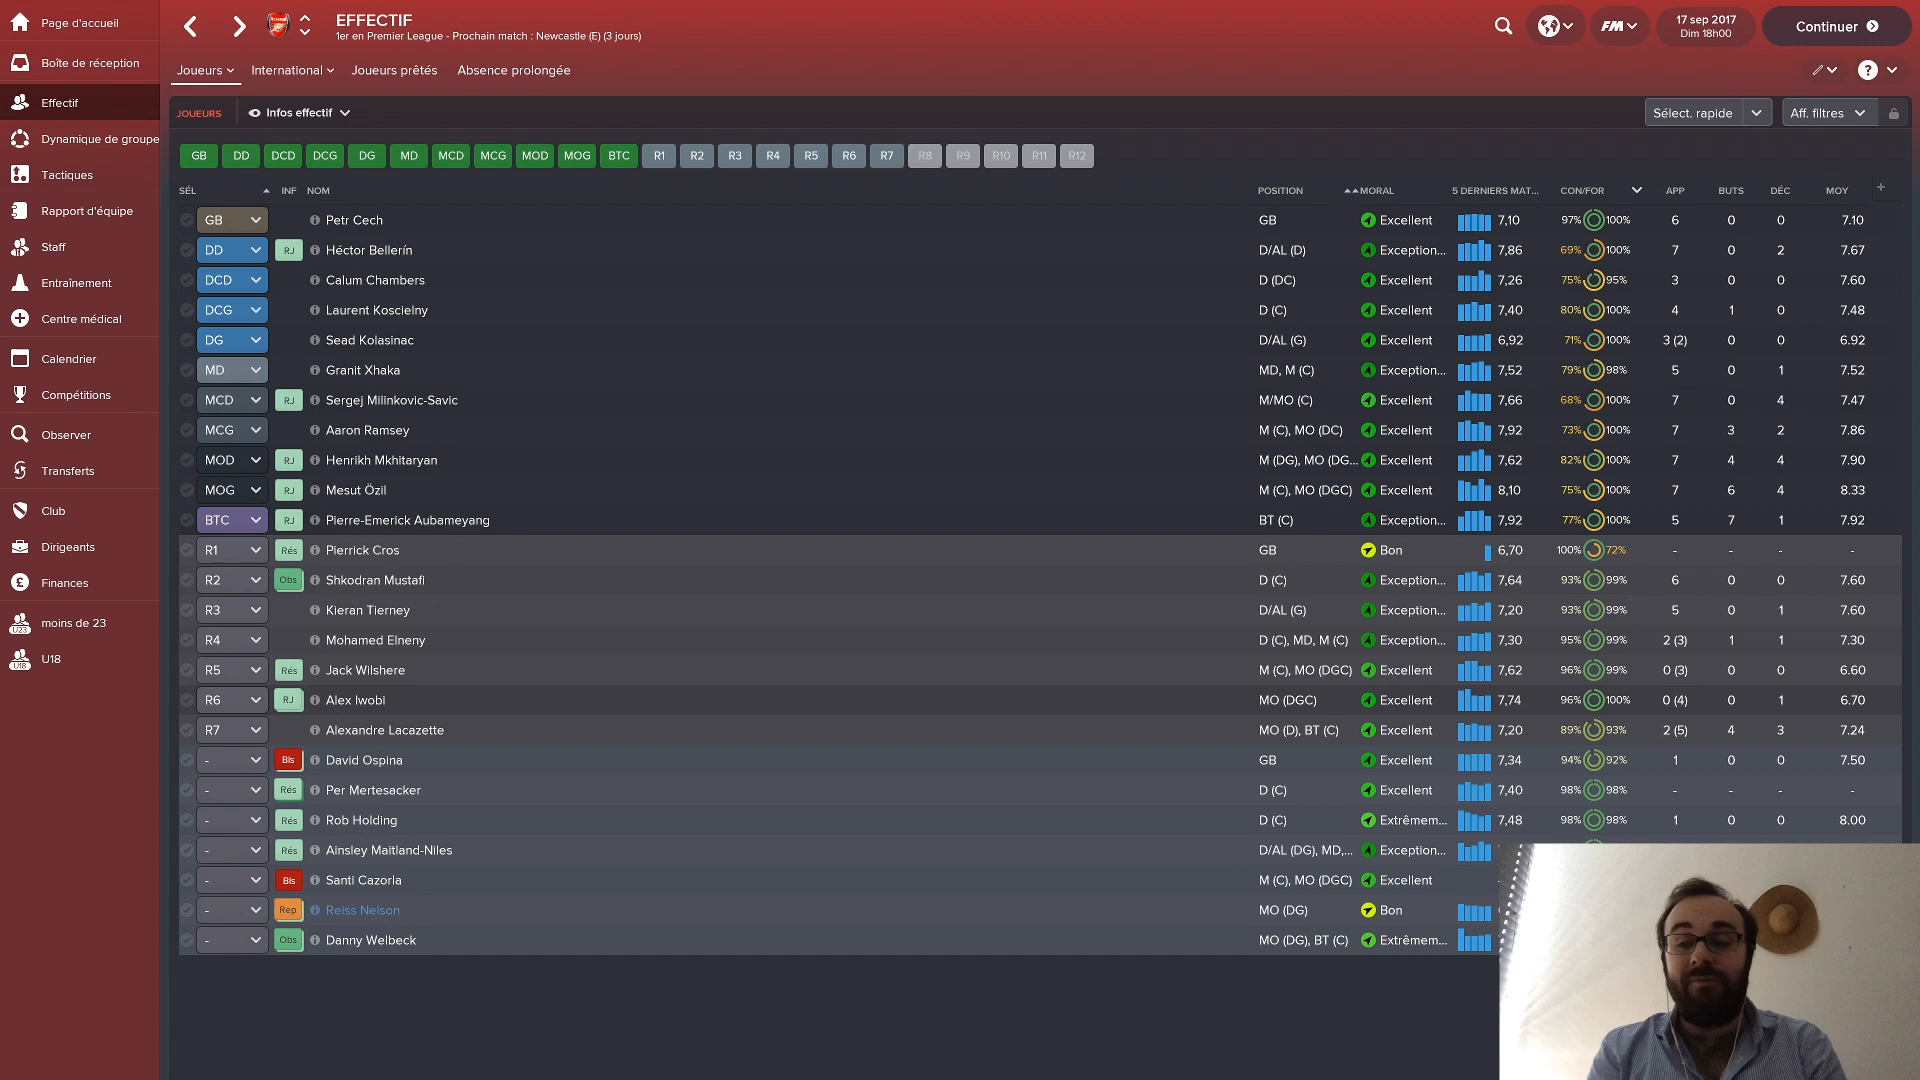 Page d'accueil
Boîte de réception
Effectif
Dynamique de groupe
Tactiques
Rapport d'équipe
Staff
Entraînement
Centre médical
Calendrier
Compétitions
Observer
Transferts
Club
Dirigeants
Finances
moins de 23
U18
EFFECTIF
1er en Premier League - Prochain match : Newcastle (E) (3 jours)
FM
17 sep 2017
Dim 18h00
Continuer
Joueurs International Joueurs prêtés Absence prolongée
JOUEURS Infos effectif Sélect. rapide Aff. filtres
GB DD DCD DCG DG MD MCD MCG MOD MOG BTC R1 R2 R3 R4 R5 R6 R7 R8 R9 R10 R11 R12
SÉL INF NOM POSITION MORAL 5 DERNIERS MAT... CON/FOR APP BUTS DÉC MOY
GB Petr Cech GB Excellent 7,10 97% 100% 6 0 0 7.10
DD RJ Héctor Bellerín D/AL (D) Exception... 7,86 69% 100% 7 0 2 7.67
DCD Calum Chambers D (DC) Excellent 7,26 75% 95% 3 0 0 7.60
DCG Laurent Koscielny D (C) Excellent 7,40 80% 100% 4 1 0 7.48
DG Sead Kolasinac D/AL (G) Excellent 6,92 71% 100% 3 (2) 0 0 6.92
MD Granit Xhaka MD, M (C) Exception... 7,52 79% 98% 5 0 1 7.52
MCD RJ Sergej Milinkovic-Savic M/MO (C) Excellent 7,66 68% 100% 7 0 4 7.47
MCG Aaron Ramsey M (C), MO (DC) Excellent 7,92 73% 100% 7 3 2 7.86
MOD RJ Henrikh Mkhitaryan M (DG), MO (DG... Excellent 7,62 82% 100% 7 4 4 7.90
MOG RJ Mesut Özil M (C), MO (DGC) Excellent 8,10 75% 100% 7 6 4 8.33
BTC RJ Pierre-Emerick Aubameyang BT (C) Exception... 7,92 77% 100% 5 7 1 7.92
R1 Rés Pierrick Cros GB Bon 6,70 100% 72% - - - -
R2 Obs Shkodran Mustafi D (C) Exception... 7,64 93% 99% 6 0 0 7.60
R3 Kieran Tierney D/AL (G) Exception... 7,20 93% 99% 5 0 1 7.60
R4 Mohamed Elneny D (C), MD, M (C) Exception... 7,30 95% 99% 2 (3) 1 1 7.30
R5 Rés Jack Wilshere M (C), MO (DGC) Excellent 7,62 96% 99% 0 (3) 0 0 6.60
R6 RJ Alex Iwobi MO (DGC) Excellent 7,74 96% 100% 0 (4) 0 1 6.70
R7 Alexandre Lacazette MO (D), BT (C) Excellent 7,20 89% 93% 2 (5) 4 3 7.24
- Bls David Ospina GB Excellent 7,34 94% 92% 1 0 0 7.50
- Rés Per Mertesacker D (C) Excellent 7,40 98% 98% - - - -
- Rés Rob Holding D (C) Extrêmem... 7,48 98% 98% 1 0 0 8.00
- Rés Ainsley Maitland-Niles D/AL (DG), MD,... Exception...
- Bls Santi Cazorla M (C), MO (DGC) Excellent
- Rep Reiss Nelson MO (DG) Bon
- Obs Danny Welbeck MO (DG), BT (C) Extrêmem...